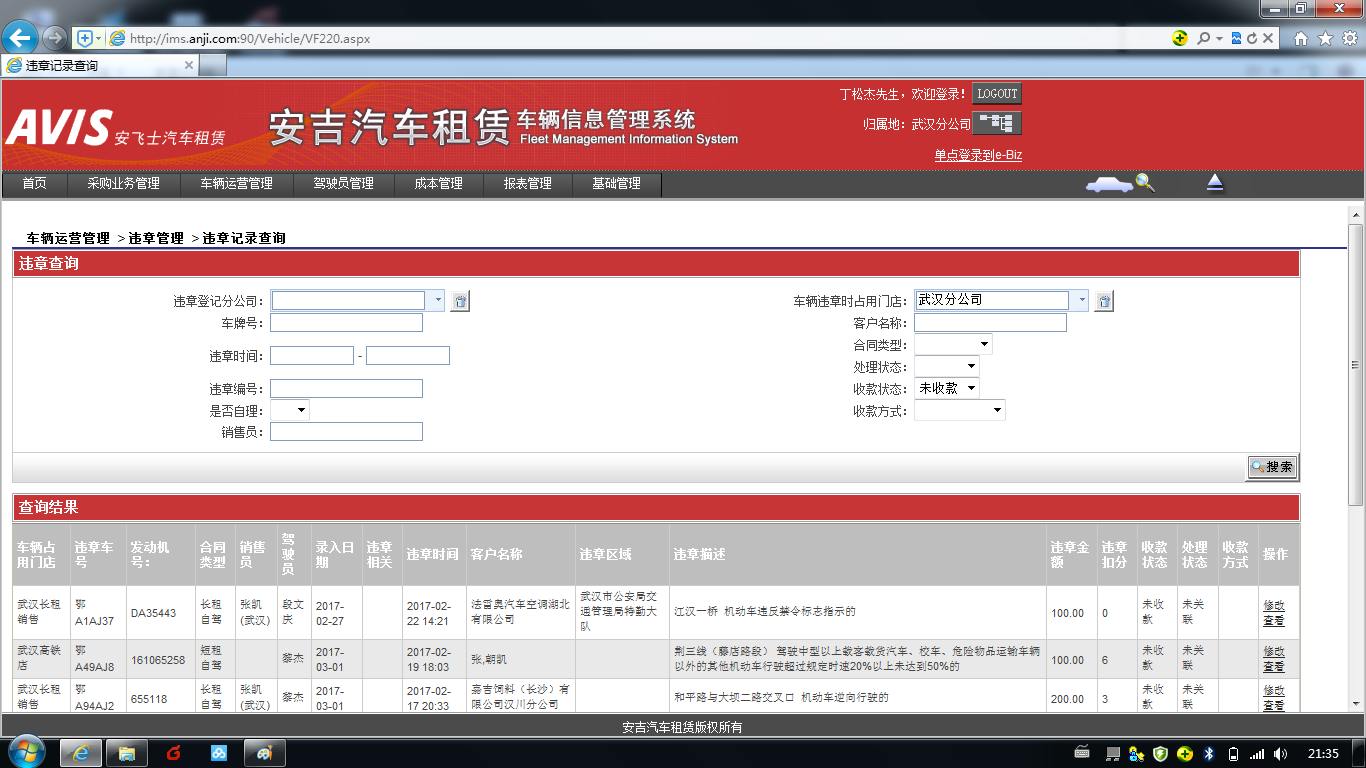 http://ims.anji.com:90/Vehicle/VF220.aspx
违章记录查询
AVIS 安飞士汽车租赁
安吉汽车租赁 车辆信息管理系统
Fleet Management Information System
丁松杰先生，欢迎登录！ LOGOUT
归属地：武汉分公司
单点登录到e-Biz
首页 采购业务管理 车辆运营管理 驾驶员管理 成本管理 报表管理 基础管理
车辆运营管理 >违章管理 >违章记录查询
违章查询
违章登记分公司： 车辆违章时占用门店：武汉分公司
车牌号： 客户名称：
合同类型：
违章时间： -
处理状态：
违章编号： 收款状态：未收款
是否自理： 收款方式：
销售员：
搜索
查询结果
车辆占用门店 违章车号 发动机号： 合同类型 销售员 驾驶员 录入日期 违章相关 违章时间 客户名称 违章区域 违章描述 违章金额 违章扣分 收款状态 处理状态 收款方式 操作
武汉长租销售 鄂A1AJ37 DA35443 长租自驾 张凯(武汉) 段文庆 2017-02-27 2017-02-22 14:21 法雷奥汽车空调湖北有限公司 武汉市公安局交通管理局特勤大队 江汉一桥 机动车违反禁令标志指示的 100.00 0 未收款 未关联 修改 查看
武汉高铁店 鄂A49AJ8 161065258 短租自驾 黎杰 2017-03-01 2017-02-19 18:03 张,朝凯 荆三线（滕店路段） 驾驶中型以上载客载货汽车、校车、危险物品运输车辆以外的其他机动车行驶超过规定时速20%以上未达到50%的 100.00 6 未收款 未关联 修改 查看
武汉长租销售 鄂A94AJ2 655118 长租自驾 张凯(武汉) 黎杰 2017-03-01 2017-02-17 20:33 嘉吉饲料（长沙）有限公司汉川分公司 和平路与大坝二路交叉口 机动车逆向行驶的 200.00 3 未收款 未关联 修改 查看
安吉汽车租赁版权所有
21:35